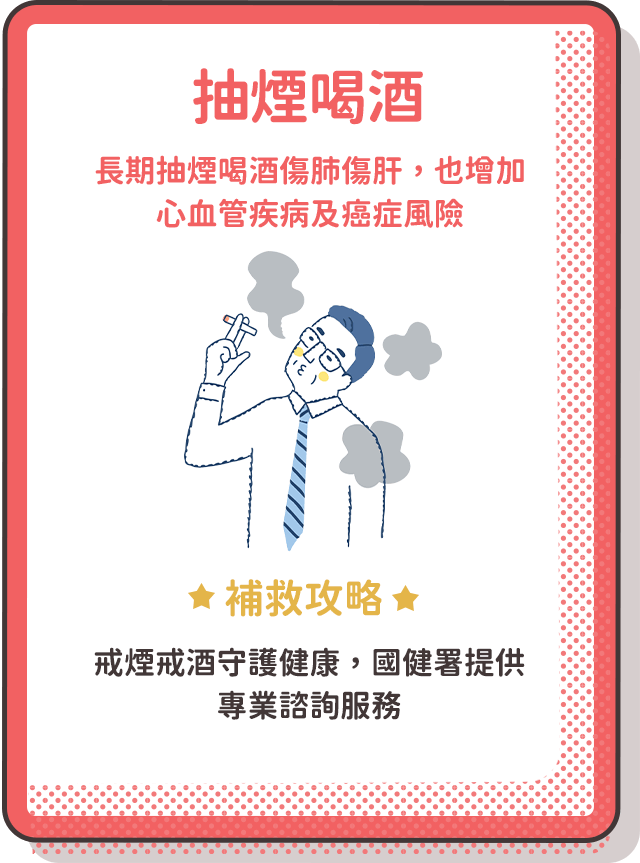 抽煙喝酒
長期抽煙喝酒傷肺傷肝，也增加
心血管疾病及癌症風險
補救攻略
戒煙戒酒守護健康，國健署提供
專業諮詢服務